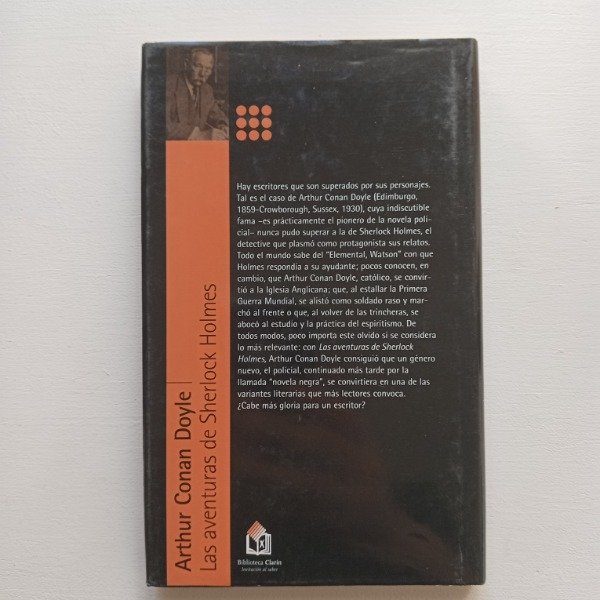 Arthur Conan Doyle
Las aventuras de Sherlock Holmes
Hay escritores que son superados por sus personajes.
Tal es el caso de Arthur Conan Doyle (Edimburgo,
1859-Crowborough, Sussex, 1930), cuya indiscutible
fama –es prácticamente el pionero de la novela poli-
cial– nunca pudo superar a la de Sherlock Holmes, el
detective que plasmó como protagonista sus relatos.
Todo el mundo sabe del "Elemental, Watson" con que
Holmes respondía a su ayudante; pocos conocen, en
cambio, que Arthur Conan Doyle, católico, se convir-
tió a la Iglesia Anglicana; que, al estallar la Primera
Guerra Mundial, se alistó como soldado raso y mar-
chó al frente o que, al volver de las trincheras, se
abocó al estudio y la práctica del espiritismo. De
todos modos, poco importa este olvido si se considera
lo más relevante: con Las aventuras de Sherlock
Holmes, Arthur Conan Doyle consiguió que un género
nuevo, el policial, continuado más tarde por la
llamada "novela negra", se convirtiera en una de las
variantes literarias que más lectores convoca.
¿Cabe más gloria para un escritor?
Biblioteca Clarín
Invitación al saber